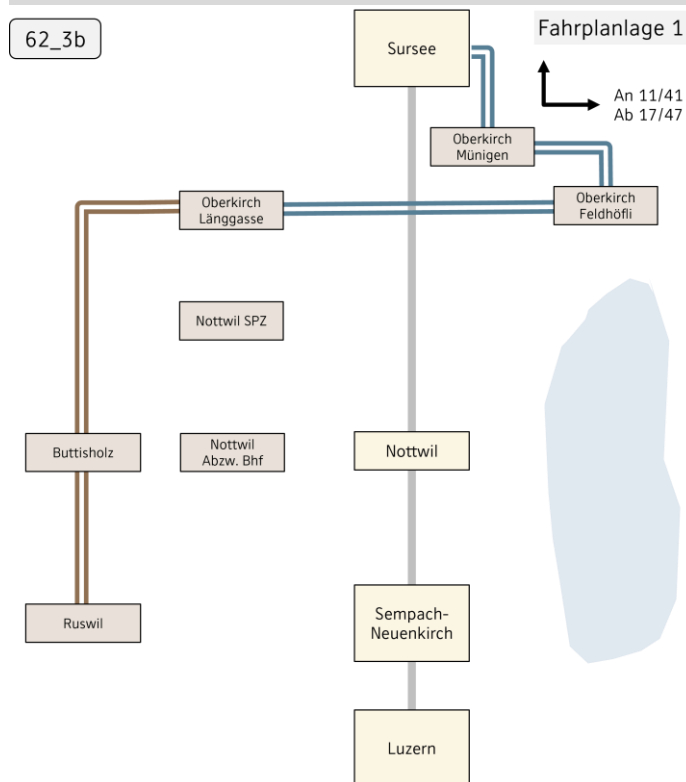 62_3b
Sursee
Fahrplanlage 1
An 11/41
Ab 17/47
Oberkirch
Münigen
Oberkirch
Länggasse
Oberkirch
Feldhöfli
Nottwil SPZ
Buttisholz
Nottwil
Abzw. Bhf
Nottwil
Ruswil
Sempach-
Neuenkirch
Luzern